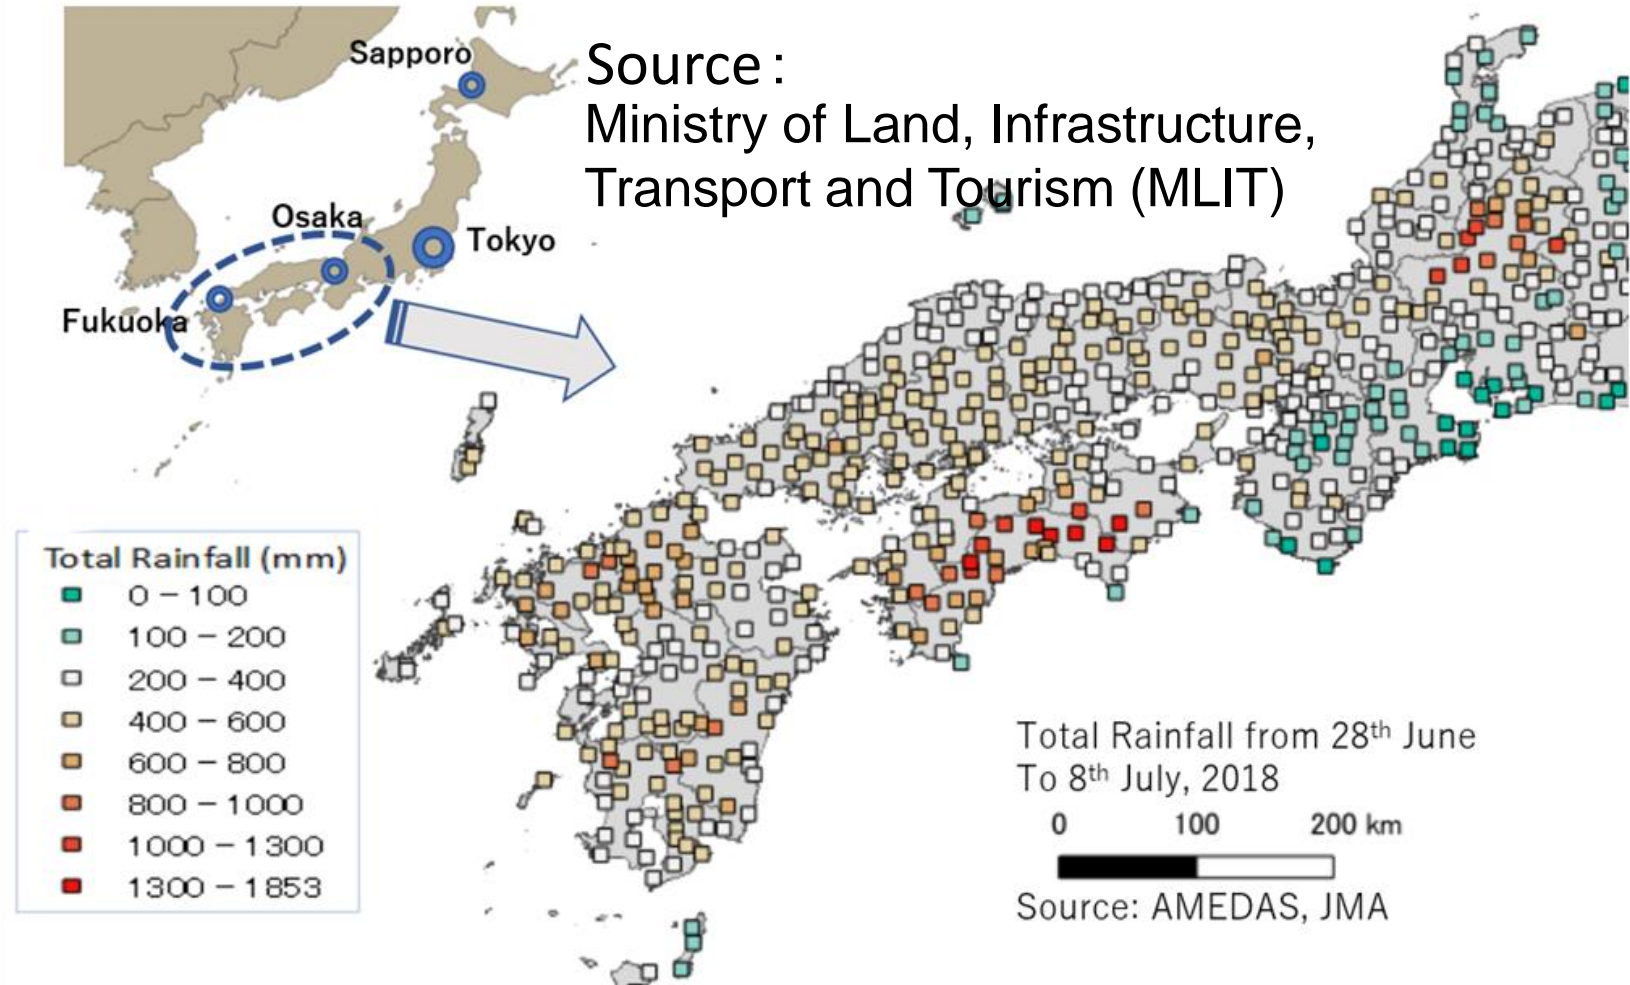 Sapporo
Source:
Ministry of Land, Infrastructure,
Transport and Tourism (MLIT)
Osaka
Tokyo
Fukuoka
Total Rainfall (mm)
0 – 100
100 – 200
200 – 400
400 – 600
600 – 800
800 – 1000
1000 – 1300
1300 – 1853
Total Rainfall from 28th June
To 8th July, 2018
0 100 200 km
Source: AMEDAS, JMA